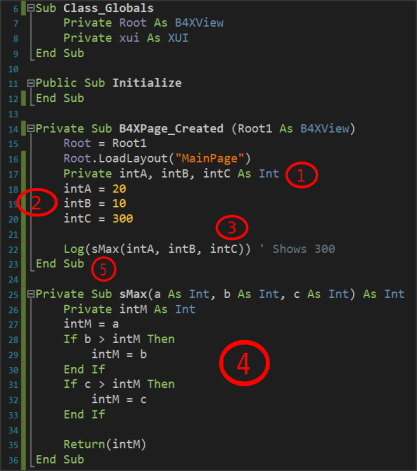 6 Sub Class_Globals
7 Private Root As B4XView
8 Private xui As XUI
9 End Sub
10
11 Public Sub Initialize
12 End Sub
13
14 Private Sub B4XPage_Created (Root1 As B4XView)
15 Root = Root1
16 Root.LoadLayout("MainPage")
17 Private intA, intB, intC As Int 1
18 intA = 20
19 2 intB = 10
20 intC = 300
21 3
22 Log(sMax(intA, intB, intC)) ' Shows 300
23 End Sub 5
24
25 Private Sub sMax(a As Int, b As Int, c As Int) As Int
26 Private intM As Int
27 intM = a
28 If b > intM Then
29 intM = b
30 End If 4
31 If c > intM Then
32 intM = c
33 End If
34
35 Return(intM)
36 End Sub